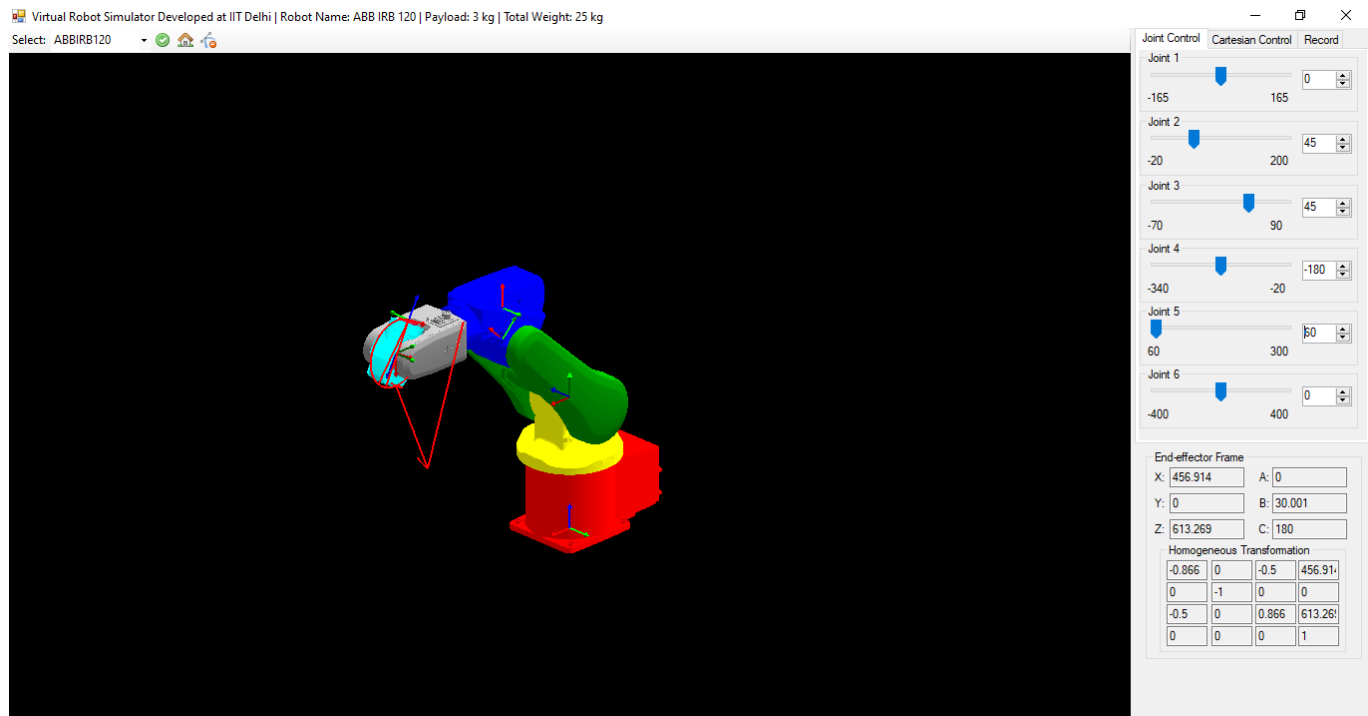 Virtual Robot Simulator Developed at IIT Delhi | Robot Name: ABB IRB 120 | Payload: 3 kg | Total Weight: 25 kg
Select: ABBIRB120
Joint Control Cartesian Control Record
Joint 1
0
-165 165
Joint 2
45
-20 200
Joint 3
45
-70 90
Joint 4
-180
-340 -20
Joint 5
60
60 300
Joint 6
0
-400 400
End-effector Frame
X: 456.914 A: 0
Y: 0 B: 30.001
Z: 613.269 C: 180
Homogeneous Transformation
-0.866 0 -0.5 456.914
0 -1 0 0
-0.5 0 0.866 613.269
0 0 0 1